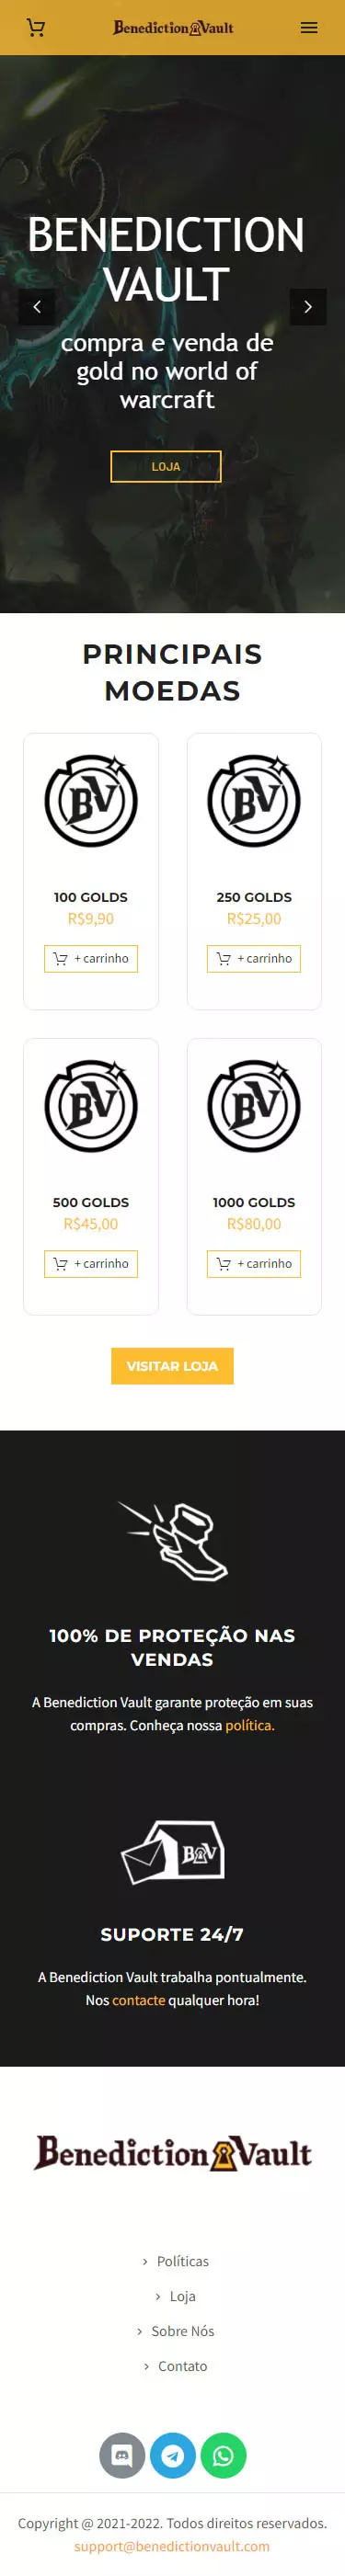 Benediction Vault
BENEDICTION
VAULT
compra e venda de
gold no world of
warcraft
LOJA
PRINCIPAIS
MOEDAS
BV
BV
100 GOLDS
250 GOLDS
R$9,90
R$25,00
+ carrinho
+ carrinho
BV
BV
500 GOLDS
1000 GOLDS
R$45,00
R$80,00
+ carrinho
+ carrinho
VISITAR LOJA
100% DE PROTEÇÃO NAS
VENDAS
A Benediction Vault garante proteção em suas
compras. Conheça nossa política.
BV
SUPORTE 24/7
A Benediction Vault trabalha pontualmente.
Nos contacte qualquer hora!
Benediction Vault
Políticas
Loja
Sobre Nós
Contato
Copyright @ 2021-2022. Todos direitos reservados.
support@benedictionvault.com